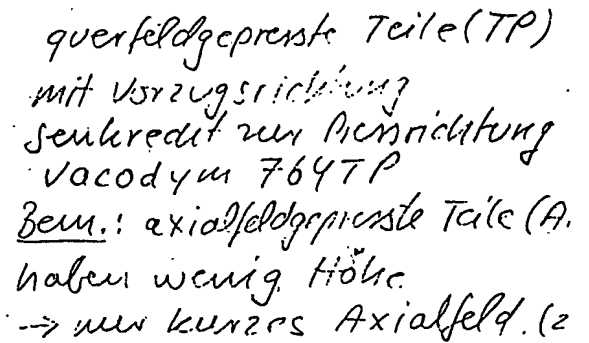 querfeldgepresste Teile (TP)
mit Vorzugsrichtung
senkrecht zur Pressrichtung
Vacodym 764TP
Bem.: axialfeldgepresste Teile (A.
haben wenig Höhe
→ nur kurzes Axialfeld. (2